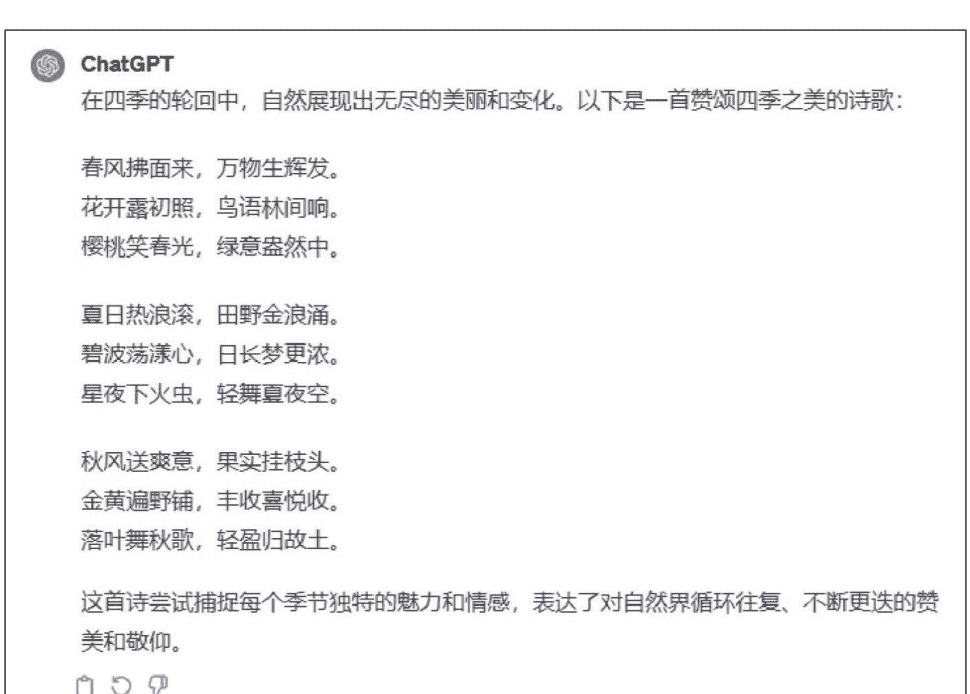 ChatGPT
在四季的轮回中，自然展现出无尽的美丽和变化。以下是一首赞颂四季之美的诗歌：
春风拂面来，万物生辉发。
花开露初照，鸟语林间响。
樱桃笑春光，绿意盎然中。
夏日热浪滚，田野金浪涌。
碧波荡漾心，日长梦更浓。
星夜下火虫，轻舞夏夜空。
秋风送爽意，果实挂枝头。
金黄遍野铺，丰收喜悦收。
落叶舞秋歌，轻盈归故土。
这首诗尝试捕捉每个季节独特的魅力和情感，表达了对自然界循环往复、不断更迭的赞
美和敬仰。